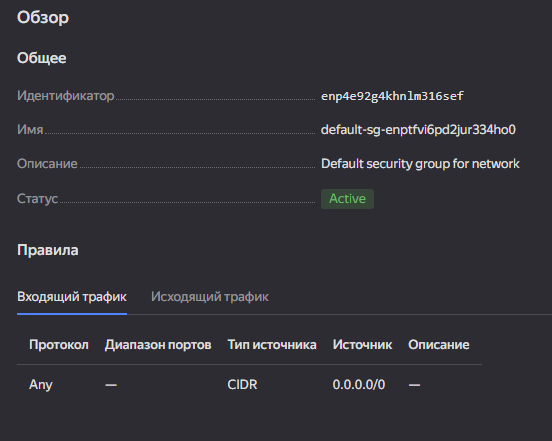 Обзор
Общее
Идентификатор enp4e92g4khnlm316sef
Имя default-sg-enptfvi6pd2jur334ho0
Описание Default security group for network
Статус Active
Правила
Входящий трафик Исходящий трафик
Протокол Диапазон портов Тип источника Источник Описание
Any — CIDR 0.0.0.0/0 —